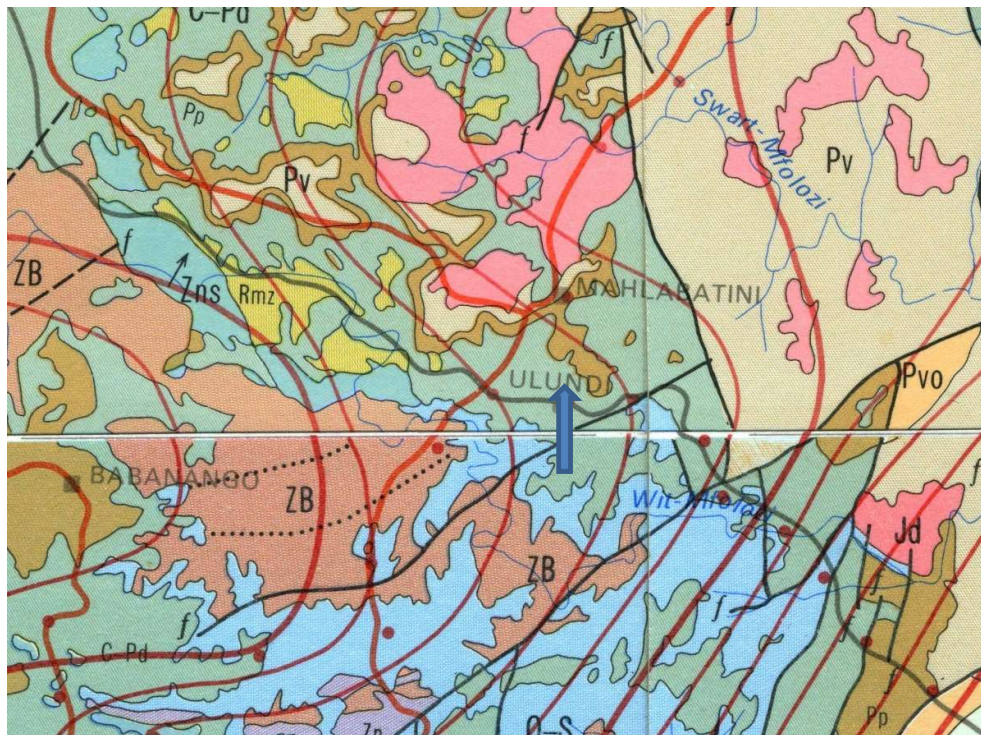 C-Pd
f
f
Pp
f
Swart-Mfolozi
Pv
Pv
ZB
f
Zns
Rmz
MAHLABATINI
ULUNDI
Pvo
BABANANGO
ZB
Wit-Mfolozi
f
Jd
ZB
f
f
f
f
C-Pd
f
Pp
O-S